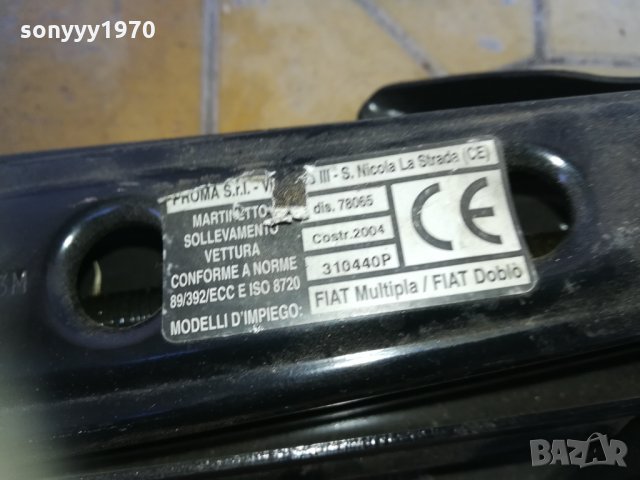 sonyyy1970
PROMA S.r.l. - III - S. Nicola La Strada (CE)
MARTINETTO
SOLLEVAMENTO
VETTURA
CONFORME A NORME
89/392/ECC E ISO 8720
MODELLI D'IMPIEGO:
dis. 78065
Costr.2004
310440P
CE
FIAT Multipla / FIAT Doblò
BAZAR